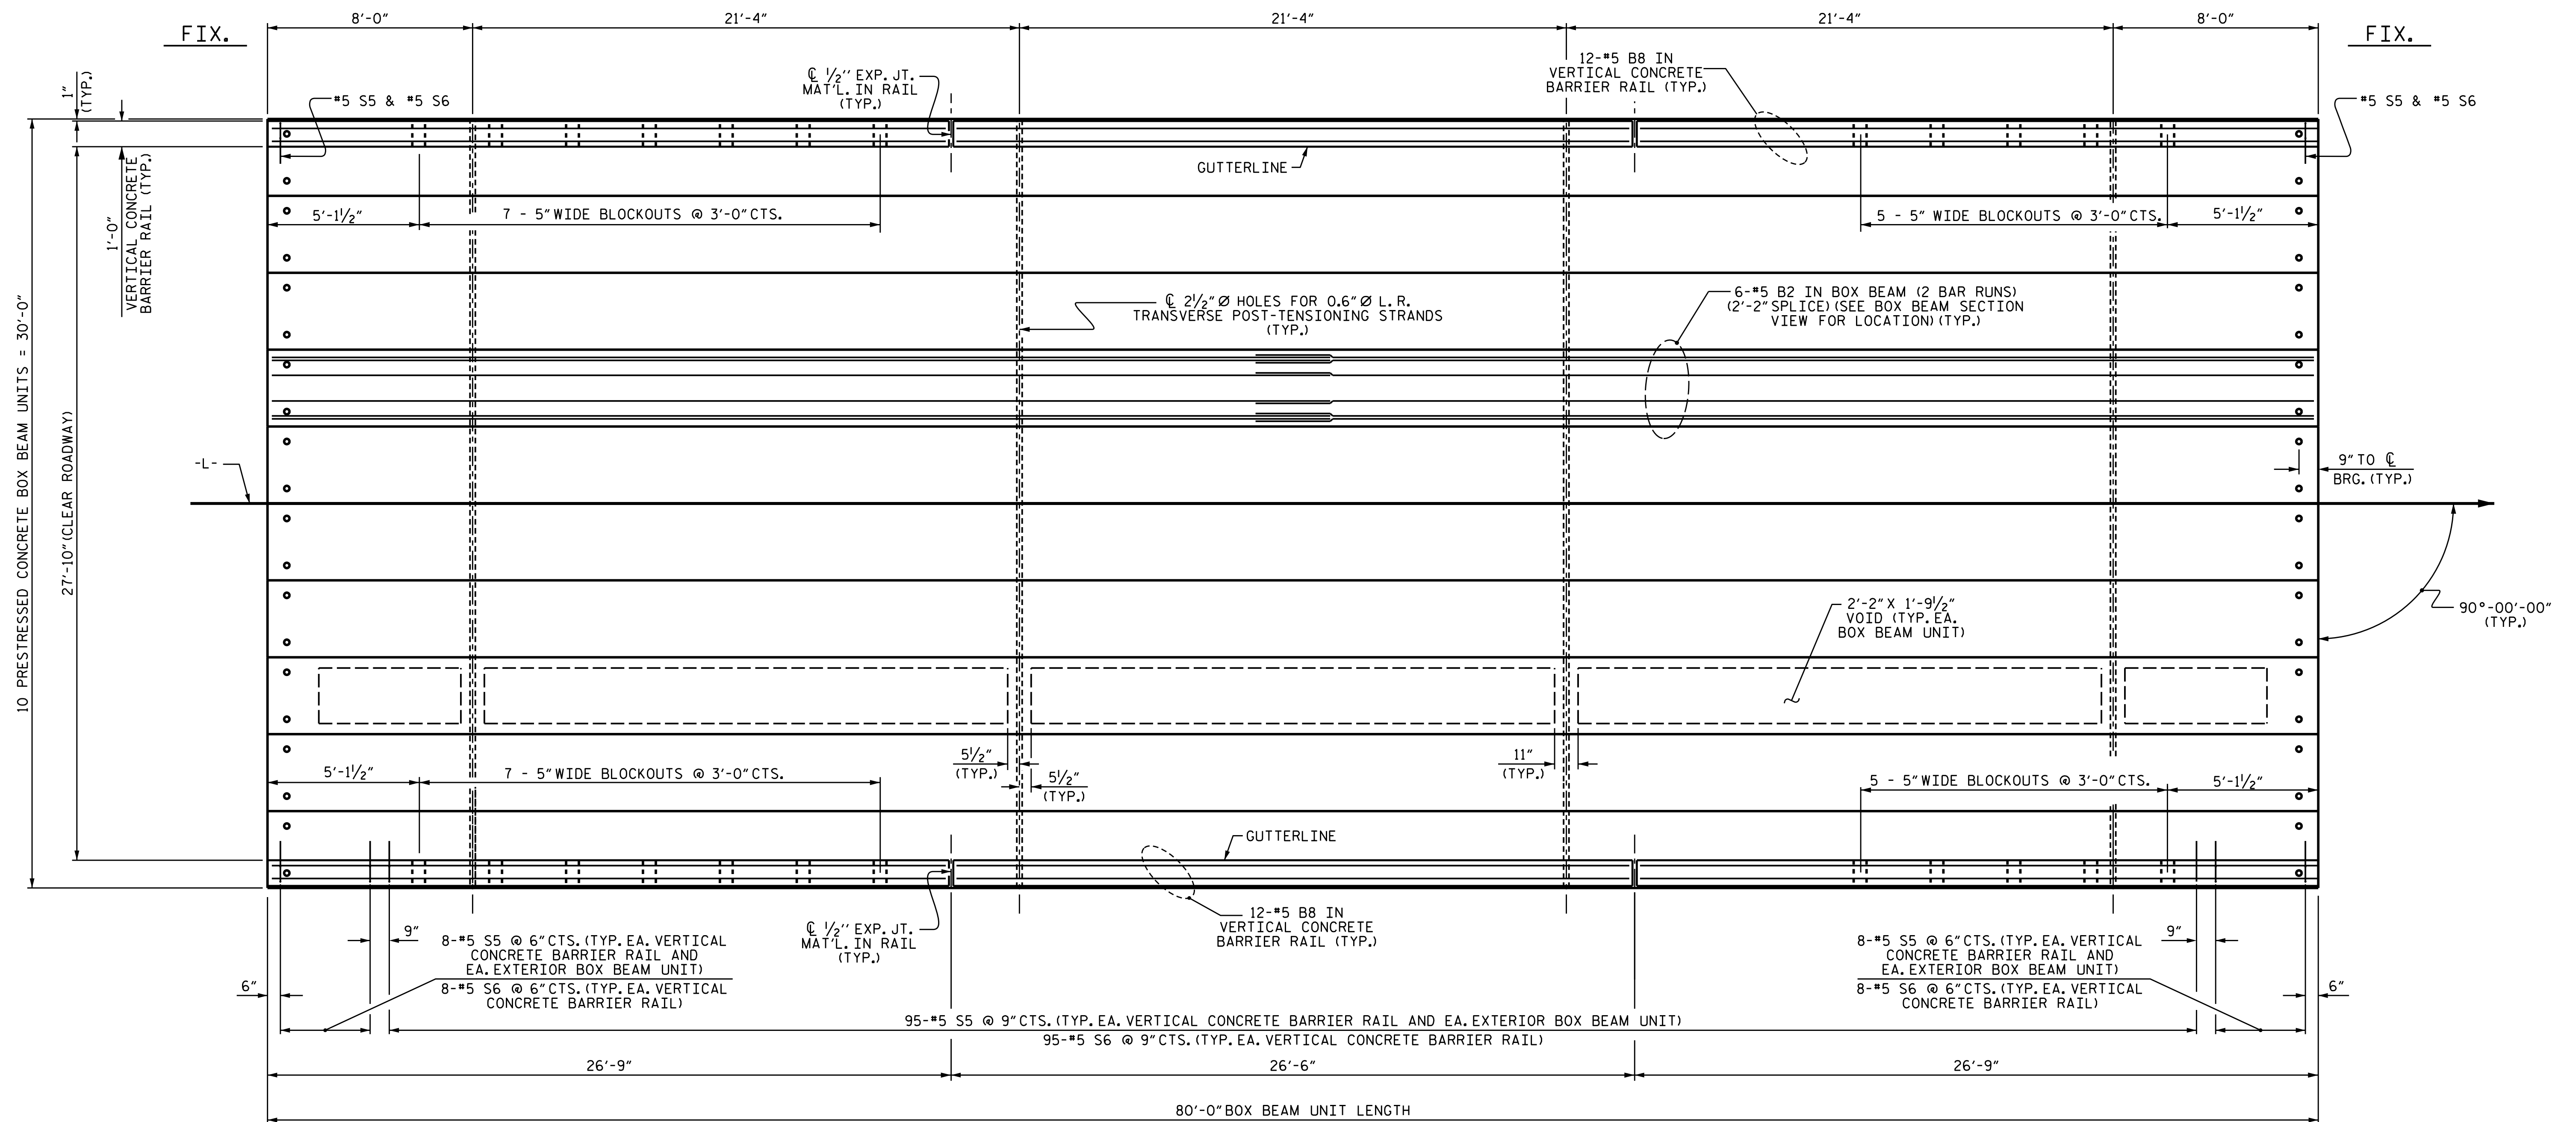 8'-0"
21'-4"
21'-4"
21'-4"
8'-0"
FIX.
FIX.
1"
(TYP.)
#5 S5 & #5 S6
℄ 1/2'' EXP. JT.
MAT'L. IN RAIL
(TYP.)
12-#5 B8 IN
VERTICAL CONCRETE
BARRIER RAIL (TYP.)
#5 S5 & #5 S6
GUTTERLINE
1'-0"
VERTICAL CONCRETE
BARRIER RAIL (TYP.)
5'-1 1/2"
7 - 5" WIDE BLOCKOUTS @ 3'-0" CTS.
5 - 5" WIDE BLOCKOUTS @ 3'-0" CTS.
5'-1 1/2"
10 PRESTRESSED CONCRETE BOX BEAM UNITS = 30'-0"
27'-10" (CLEAR ROADWAY)
℄ 2 1/2" Ø HOLES FOR 0.6" Ø L.R.
TRANSVERSE POST-TENSIONING STRANDS
(TYP.)
6-#5 B2 IN BOX BEAM (2 BAR RUNS)
(2'-2" SPLICE) (SEE BOX BEAM SECTION
VIEW FOR LOCATION) (TYP.)
-L-
9" TO ℄
BRG. (TYP.)
2'-2" X 1'-9 1/2"
VOID (TYP. EA.
BOX BEAM UNIT)
90°-00'-00"
(TYP.)
5 1/2"
(TYP.)
5 1/2"
(TYP.)
11"
(TYP.)
5'-1 1/2"
7 - 5" WIDE BLOCKOUTS @ 3'-0" CTS.
5 - 5" WIDE BLOCKOUTS @ 3'-0" CTS.
5'-1 1/2"
GUTTERLINE
℄ 1/2'' EXP. JT.
MAT'L. IN RAIL
(TYP.)
12-#5 B8 IN
VERTICAL CONCRETE
BARRIER RAIL (TYP.)
9"
8-#5 S5 @ 6" CTS. (TYP. EA. VERTICAL
CONCRETE BARRIER RAIL AND
EA. EXTERIOR BOX BEAM UNIT)
8-#5 S6 @ 6" CTS. (TYP. EA. VERTICAL
CONCRETE BARRIER RAIL)
6"
8-#5 S5 @ 6" CTS. (TYP. EA. VERTICAL
CONCRETE BARRIER RAIL AND
EA. EXTERIOR BOX BEAM UNIT)
8-#5 S6 @ 6" CTS. (TYP. EA. VERTICAL
CONCRETE BARRIER RAIL)
9"
6"
95-#5 S5 @ 9" CTS. (TYP. EA. VERTICAL CONCRETE BARRIER RAIL AND EA. EXTERIOR BOX BEAM UNIT)
95-#5 S6 @ 9" CTS. (TYP. EA. VERTICAL CONCRETE BARRIER RAIL)
26'-9"
26'-6"
26'-9"
80'-0" BOX BEAM UNIT LENGTH